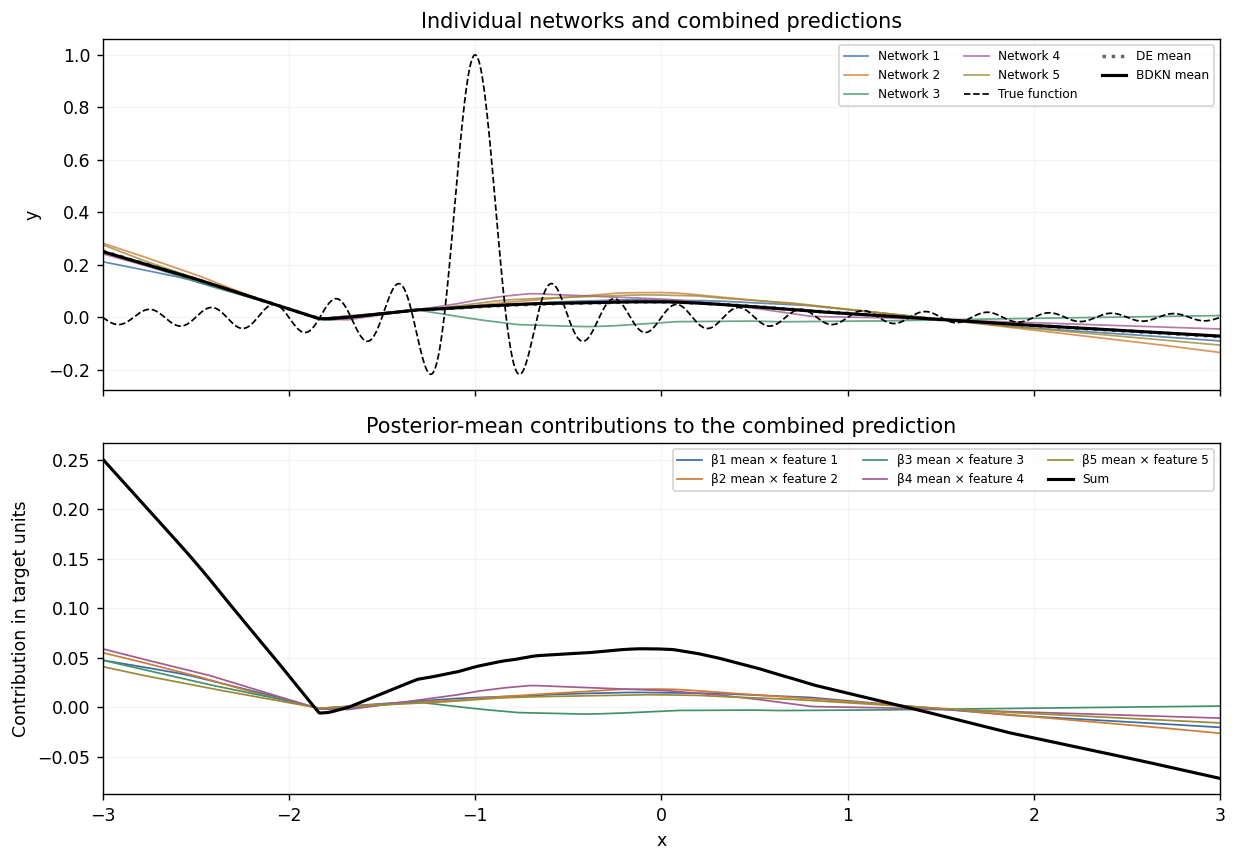 Individual networks and combined predictions
Network 1 Network 4 DE mean
Network 2 Network 5 BDKN mean
Network 3 True function
1.0
0.8
0.6
0.4
0.2
0.0
−0.2
y
Posterior-mean contributions to the combined prediction
β1 mean × feature 1 β3 mean × feature 3 β5 mean × feature 5
β2 mean × feature 2 β4 mean × feature 4 Sum
0.25
0.20
0.15
0.10
0.05
0.00
−0.05
Contribution in target units
−3 −2 −1 0 1 2 3
x